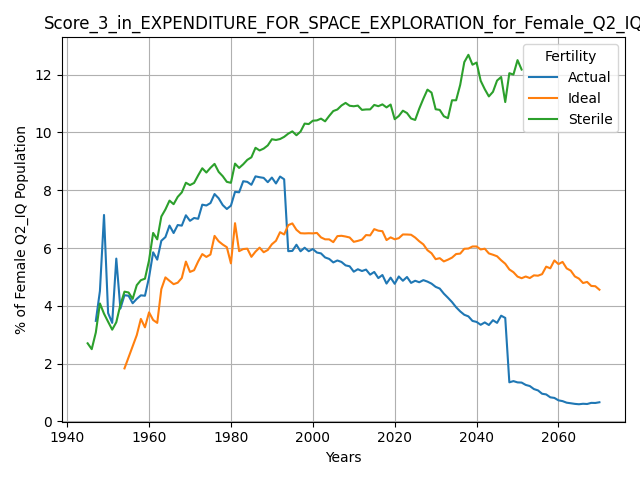 Score_3_in_EXPENDITURE_FOR_SPACE_EXPLORATION_for_Female_Q2_IQ
Fertility
Actual
Ideal
Sterile
% of Female Q2_IQ Population
12
10
8
6
4
2
0
1940 1960 1980 2000 2020 2040 2060
Years